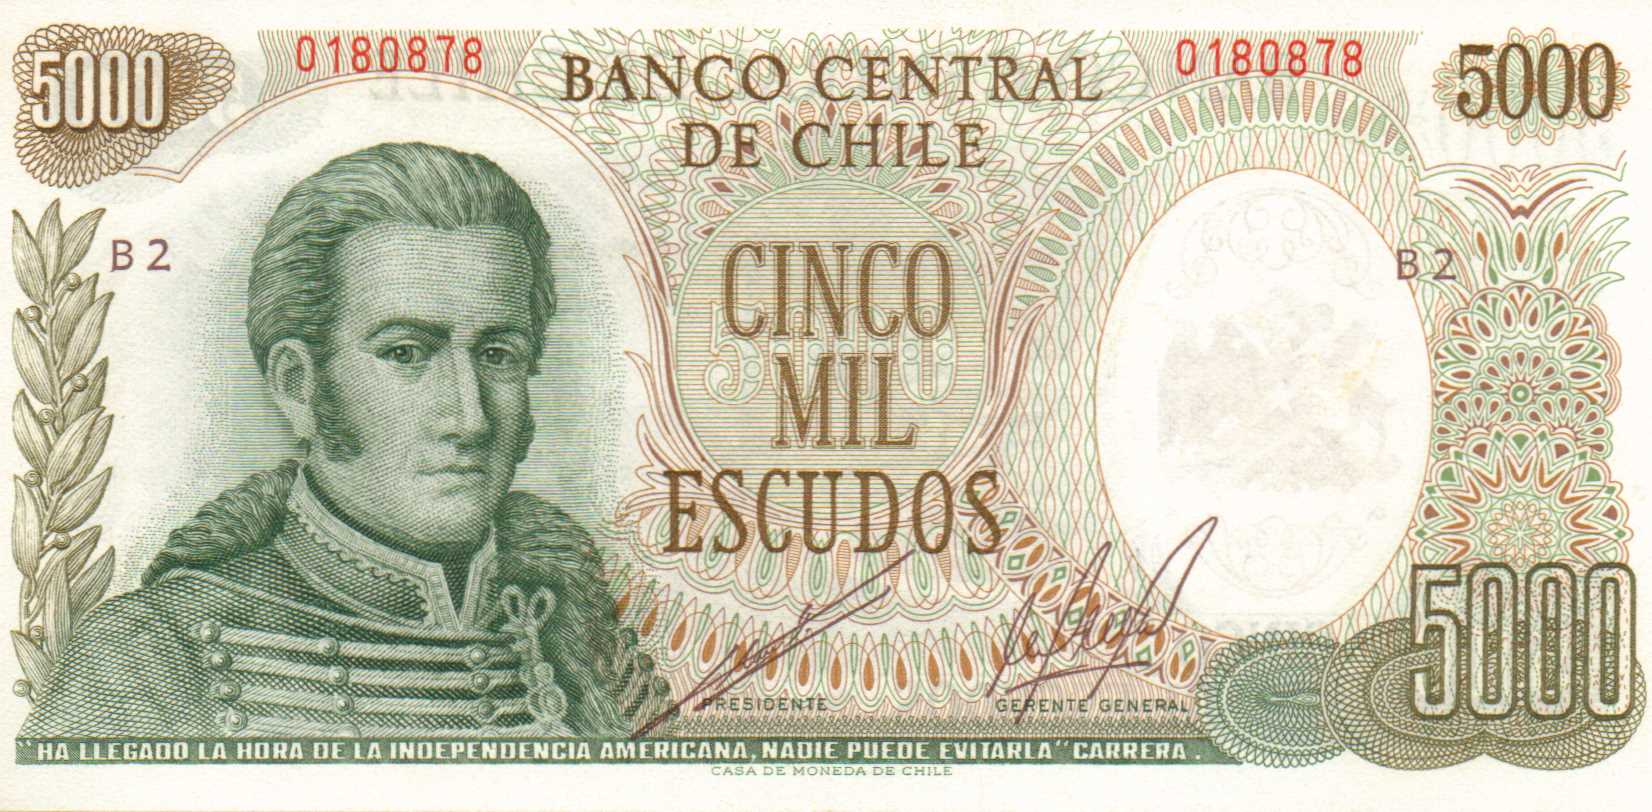 5000
0180878
BANCO CENTRAL
DE CHILE
0180878
5000
B 2
B 2
CINCO
MIL
ESCUDOS
5000
5000
PRESIDENTE
GERENTE GENERAL
"HA LLEGADO LA HORA DE LA INDEPENDENCIA AMERICANA, NADIE PUEDE EVITARLA" CARRERA.
CASA DE MONEDA DE CHILE